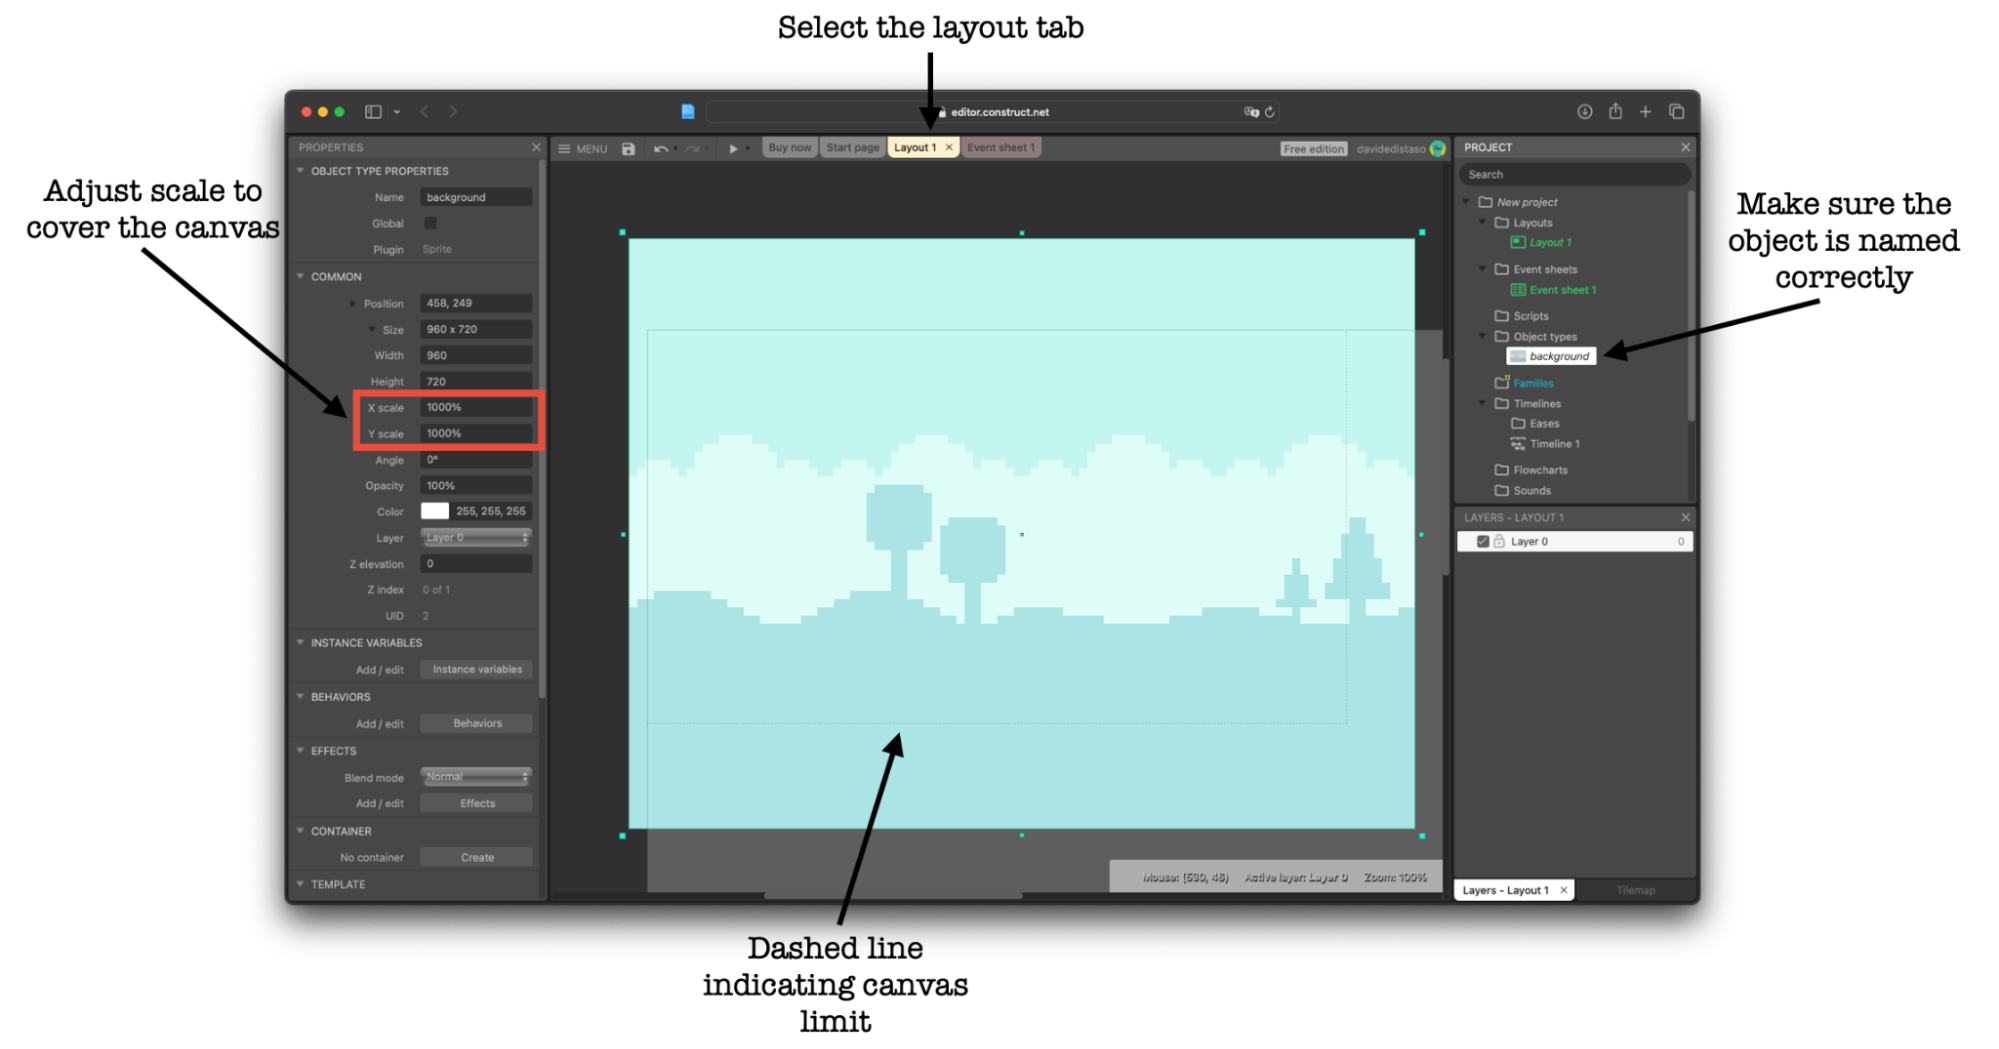 Select the layout tab
editor.construct.net
PROPERTIES
MENU
Buy now
Start page
Layout 1
Event sheet 1
Free edition
davidedistaso
PROJECT
OBJECT TYPE PROPERTIES
Name background
Global
Plugin Sprite
COMMON
Position 458, 249
Size 960 x 720
Width 960
Height 720
X scale 1000%
Y scale 1000%
Angle 0°
Opacity 100%
Color 255, 255, 255
Layer Layer 0
Z elevation 0
Z index 0 of 1
UID 2
INSTANCE VARIABLES
Add / edit Instance variables
BEHAVIORS
Add / edit Behaviors
EFFECTS
Blend mode Normal
Add / edit Effects
CONTAINER
No container Create
TEMPLATE
Adjust scale to
cover the canvas
Search
New project
Layouts
Layout 1
Event sheets
Event sheet 1
Scripts
Object types
background
Families
Timelines
Eases
Timeline 1
Flowcharts
Sounds
LAYERS - LAYOUT 1
Layer 0 0
Make sure the
object is named
correctly
Mouse: (530, 48) Active layer: Layer 0 Zoom: 100%
Layers - Layout 1
Tilemap
Dashed line
indicating canvas
limit